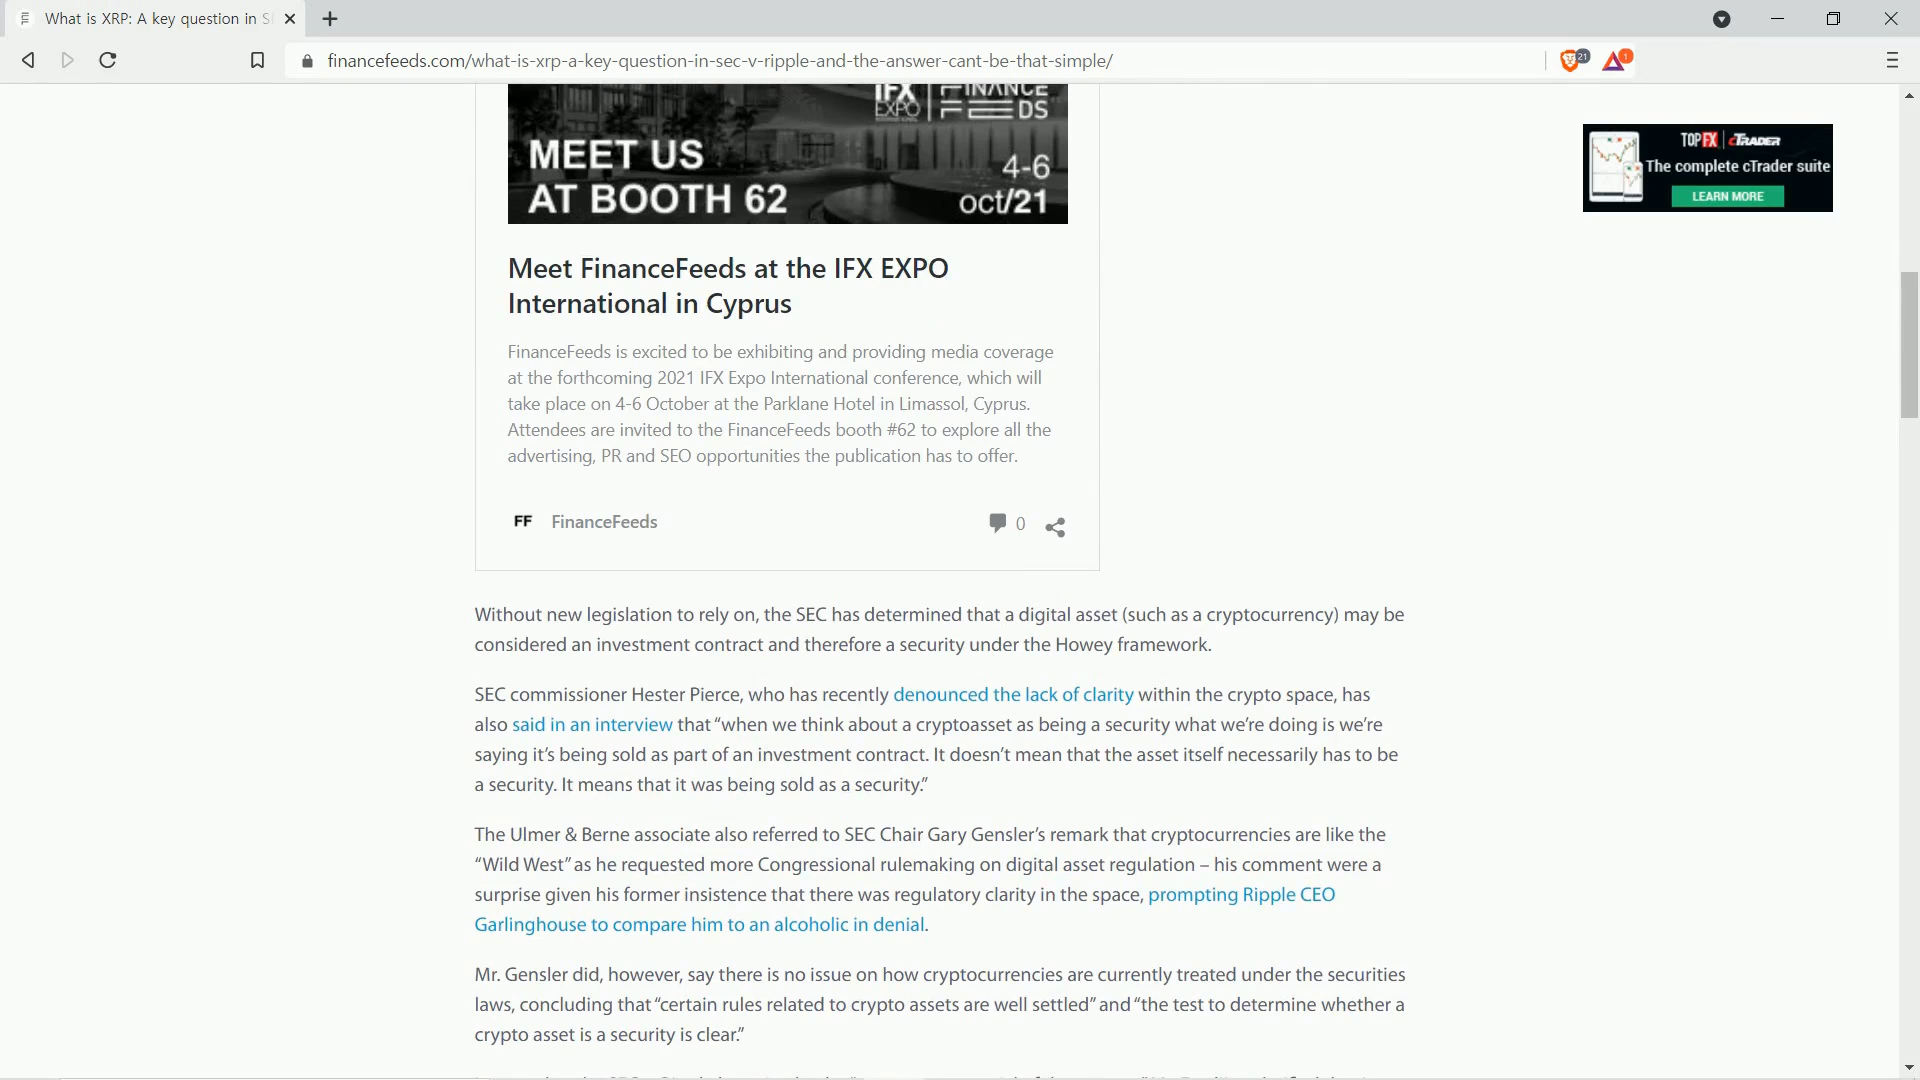 What is XRP: A key question in S
financefeeds.com/what-is-xrp-a-key-question-in-sec-v-ripple-and-the-answer-cant-be-that-simple/
21
1
IFX
EXPO
FINANCE
FEEDS
MEET US
AT BOOTH 62
4-6
oct/21
TOPFX | cTRADER
The complete cTrader suite
LEARN MORE
Meet FinanceFeeds at the IFX EXPO
International in Cyprus
FinanceFeeds is excited to be exhibiting and providing media coverage
at the forthcoming 2021 IFX Expo International conference, which will
take place on 4-6 October at the Parklane Hotel in Limassol, Cyprus.
Attendees are invited to the FinanceFeeds booth #62 to explore all the
advertising, PR and SEO opportunities the publication has to offer.
FF FinanceFeeds
0
Without new legislation to rely on, the SEC has determined that a digital asset (such as a cryptocurrency) may be
considered an investment contract and therefore a security under the Howey framework.
SEC commissioner Hester Pierce, who has recently denounced the lack of clarity within the crypto space, has
also said in an interview that “when we think about a cryptoasset as being a security what we’re doing is we’re
saying it’s being sold as part of an investment contract. It doesn’t mean that the asset itself necessarily has to be
a security. It means that it was being sold as a security.”
The Ulmer & Berne associate also referred to SEC Chair Gary Gensler’s remark that cryptocurrencies are like the
“Wild West” as he requested more Congressional rulemaking on digital asset regulation – his comment were a
surprise given his former insistence that there was regulatory clarity in the space, prompting Ripple CEO
Garlinghouse to compare him to an alcoholic in denial.
Mr. Gensler did, however, say there is no issue on how cryptocurrencies are currently treated under the securities
laws, concluding that “certain rules related to crypto assets are well settled” and “the test to determine whether a
crypto asset is a security is clear.”